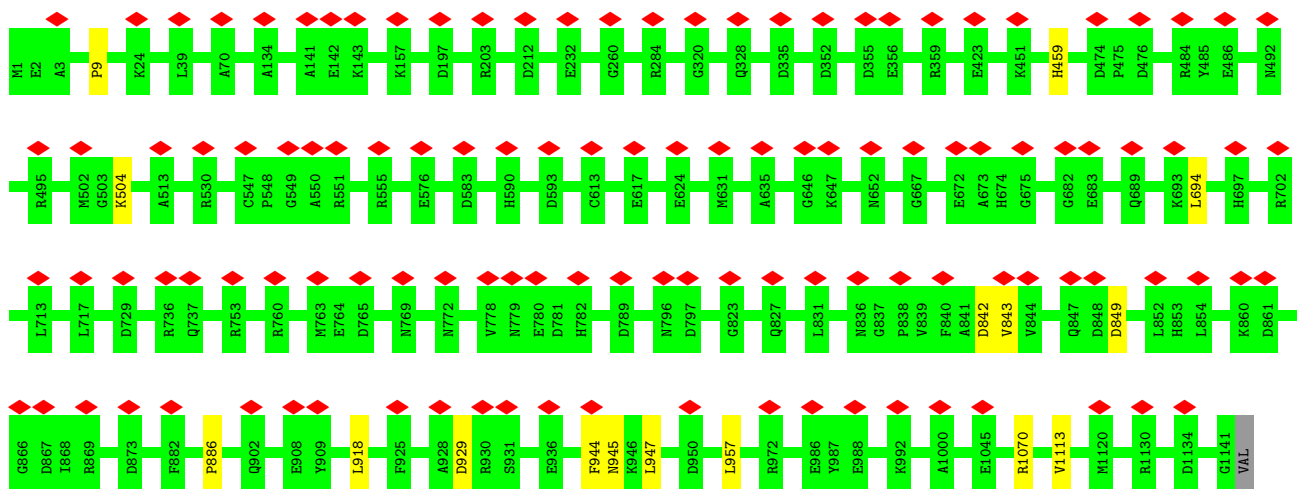 M1 E2 A3 P9 K24 L39 A70 A134 A141 E142 K143 K157 D197 R203 D212 E232 G260 R284 G320 Q328 D335 D352 D355 E356 R359 E423 K451 H459 D474 P475 D476 R484 Y485 E486 N492
R495 M502 G503 K504 A513 R530 C547 P548 G549 A550 R551 R555 E576 D583 H590 D593 C613 E617 E624 M631 A635 G646 K647 N652 G667 E672 A673 H674 G675 G682 E683 Q689 K693 L694 H697 R702
L713 L717 D729 R736 Q737 R753 R760 M763 E764 D765 N769 N772 V778 N779 E780 D781 H782 D789 N796 D797 G823 Q827 L831 N836 G837 P838 V839 F840 A841 D842 V843 V844 Q847 D848 D849 L852 H853 L854 K860 D861
G866 D867 I868 R869 D873 F882 P886 Q902 E908 Y909 L918 F925 A928 D929 R930 S931 E936 F944 N945 K946 L947 D950 L957 R972 E986 Y987 E988 K992 A1000 E1045 R1070 V1113 M1120 R1130 D1134 G1141 VAL